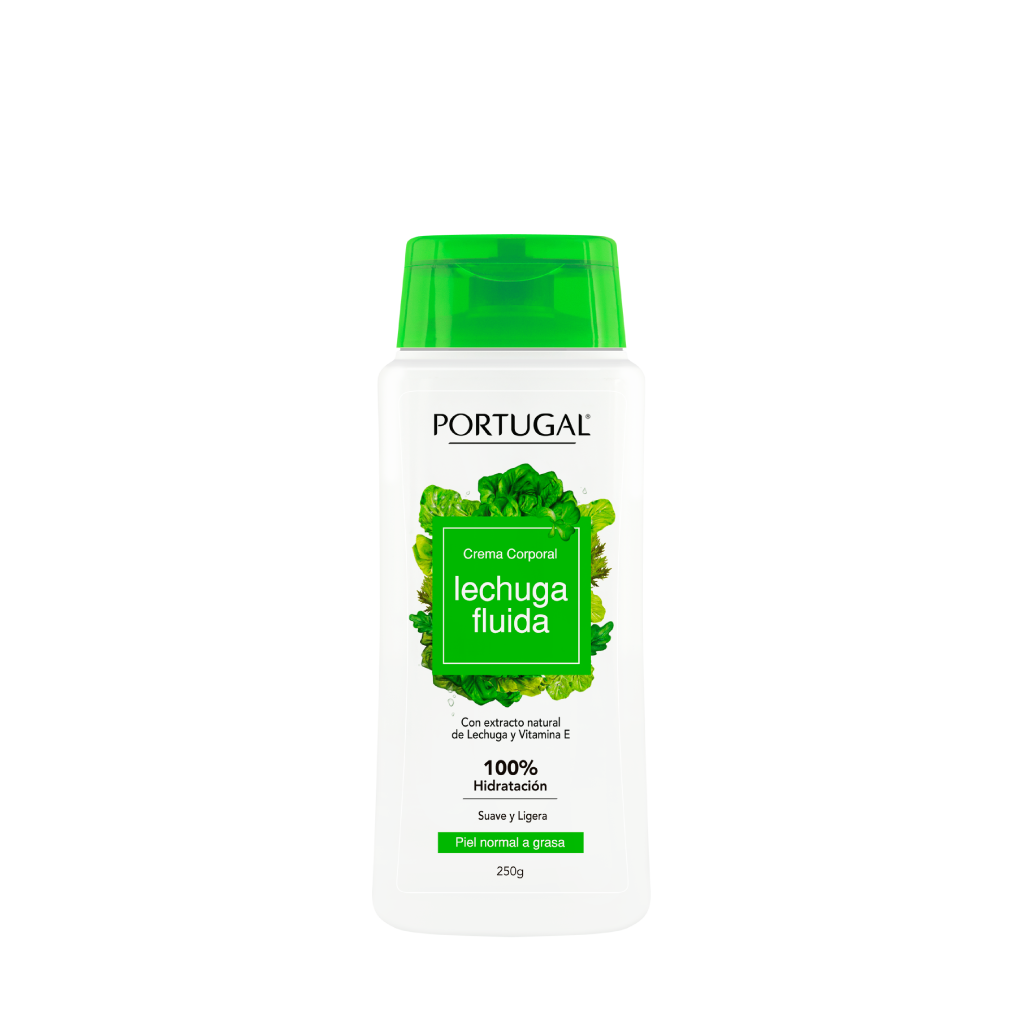 PORTUGAL®
Crema Corporal
lechuga
fluida
Con extracto natural
de Lechuga y Vitamina E
100%
Hidratación
Suave y Ligera
Piel normal a grasa
250g